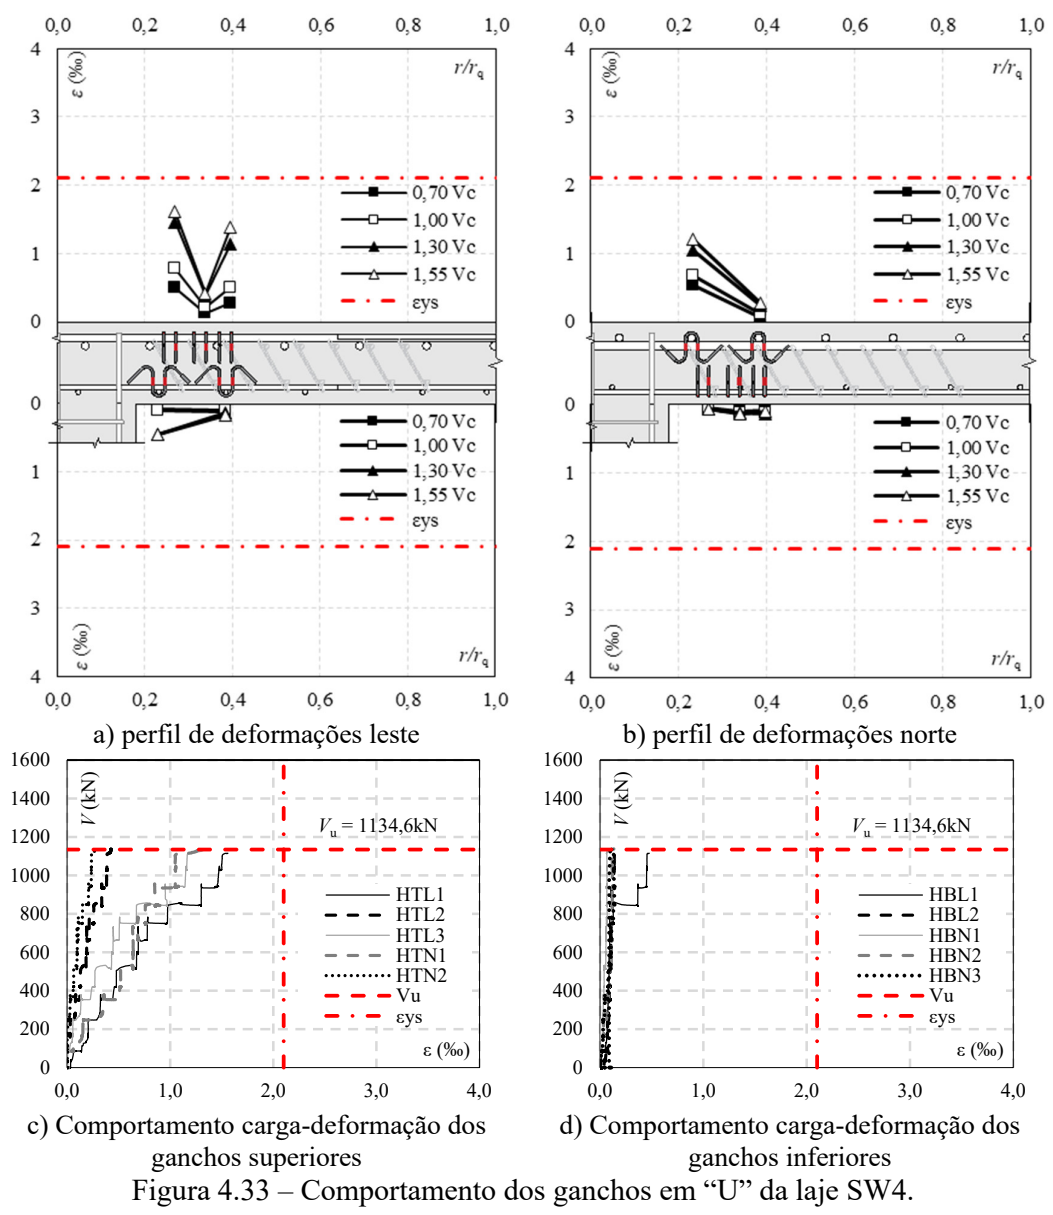 0,0 0,2 0,4 0,6 0,8 1,0
4
3
2
1
0
0
1
2
3
4
ε (‰)
r/rq
0,70 Vc
1,00 Vc
1,30 Vc
1,55 Vc
εys
0,70 Vc
1,00 Vc
1,30 Vc
1,55 Vc
εys
ε (‰)
r/rq
0,0 0,2 0,4 0,6 0,8 1,0
a) perfil de deformações leste
0,0 0,2 0,4 0,6 0,8 1,0
4
3
2
1
0
0
1
2
3
4
ε (‰)
r/rq
0,70 Vc
1,00 Vc
1,30 Vc
1,55 Vc
εys
0,70 Vc
1,00 Vc
1,30 Vc
1,55 Vc
εys
ε (‰)
r/rq
0,0 0,2 0,4 0,6 0,8 1,0
b) perfil de deformações norte
1600
1400
1200
1000
800
600
400
200
0
V (kN)
Vu = 1134,6kN
HTL1
HTL2
HTL3
HTN1
HTN2
Vu
εys
ε (‰)
0,0 1,0 2,0 3,0 4,0
c) Comportamento carga-deformação dos
ganchos superiores
1600
1400
1200
1000
800
600
400
200
0
V (kN)
Vu = 1134,6kN
HBL1
HBL2
HBN1
HBN2
HBN3
Vu
εys
ε (‰)
0,0 1,0 2,0 3,0 4,0
d) Comportamento carga-deformação dos
ganchos inferiores
Figura 4.33 – Comportamento dos ganchos em “U” da laje SW4.